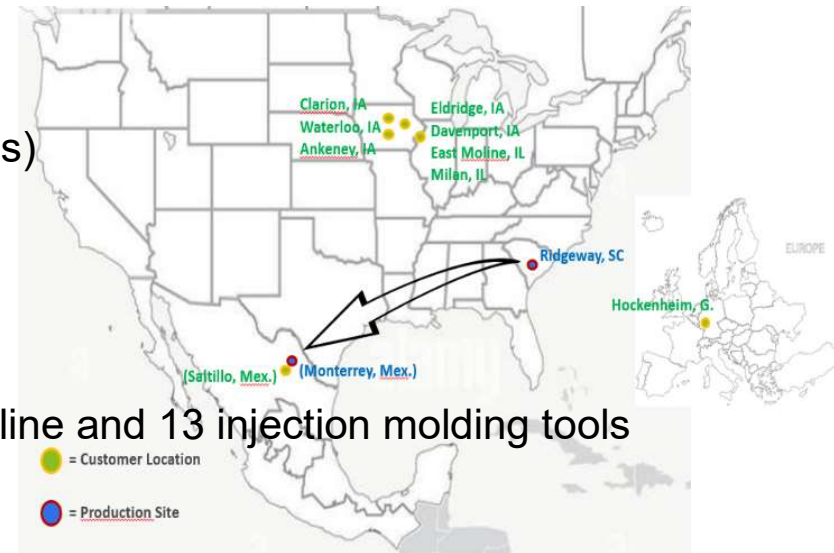 Clarion, IA
Waterloo, IA
Ankeney, IA
Eldridge, IA
Davenport, IA
East Moline, IL
Milan, IL
s)
Ridgeway, SC
EUROPE
Hockenheim, G.
(Saltillo, Mex.)
(Monterrey, Mex.)
line and 13 injection molding tools
= Customer Location
= Production Site